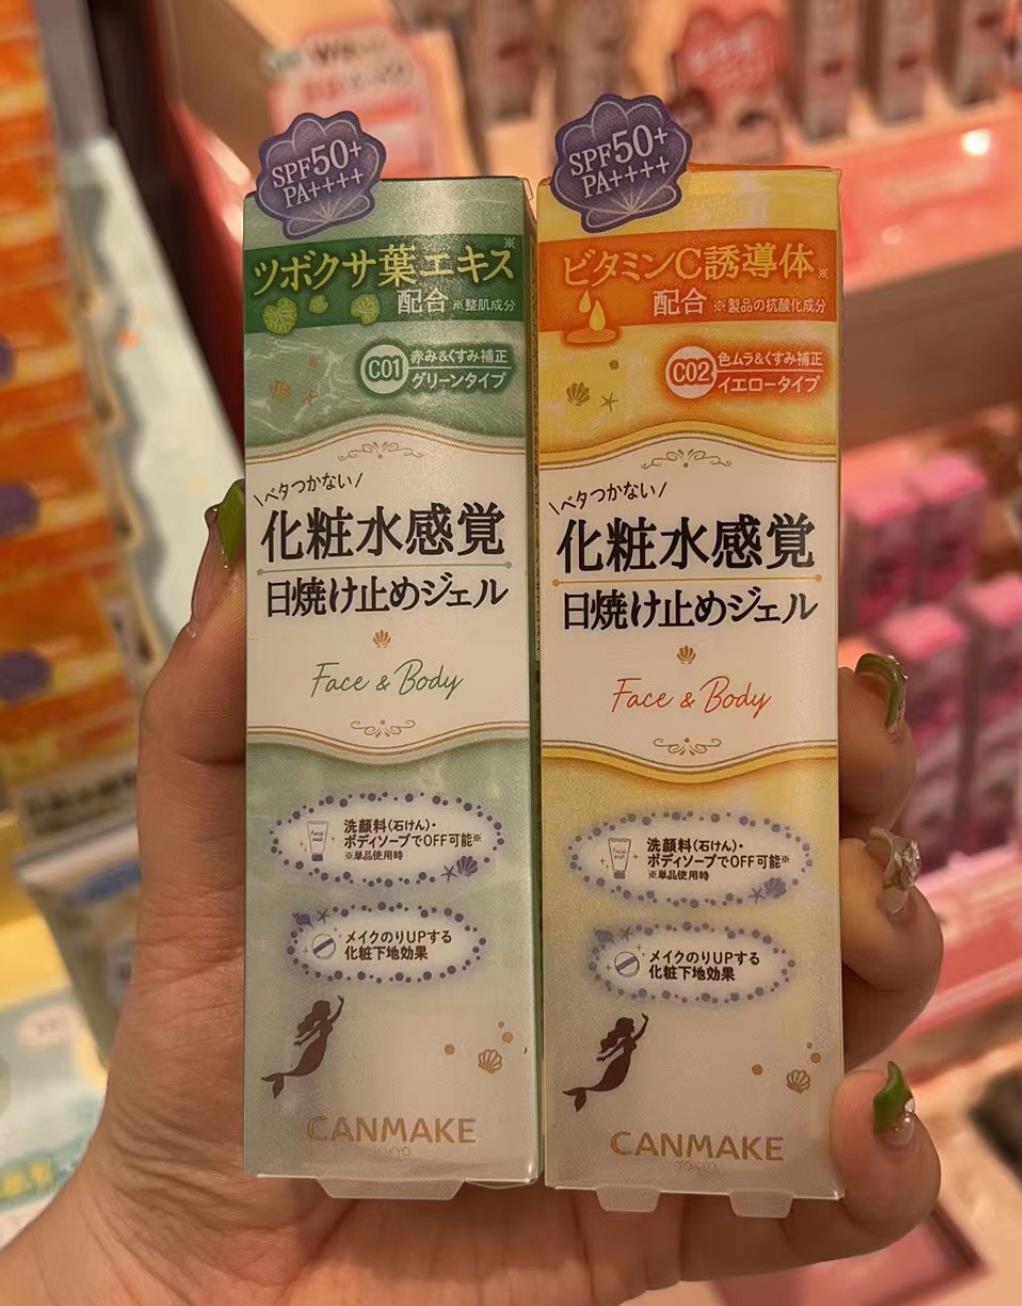 SPF50+
PA++++
ツボクサ葉エキス※
配合 ※整肌成分
C01
赤み&くすみ補正
グリーンタイプ
\ベタつかない/
化粧水感覚
日焼け止めジェル
Face & Body
洗顔料(石けん)・
ボディソープでOFF可能※
※単品使用時
メイクのりUPする
化粧下地効果
CANMAKE
TOKYO
SPF50+
PA++++
ビタミンC誘導体※
配合 ※製品の抗酸化成分
C02
色ムラ&くすみ補正
イエロータイプ
\ベタつかない/
化粧水感覚
日焼け止めジェル
Face & Body
洗顔料(石けん)・
ボディソープでOFF可能※
※単品使用時
メイクのりUPする
化粧下地効果
CANMAKE
TOKYO